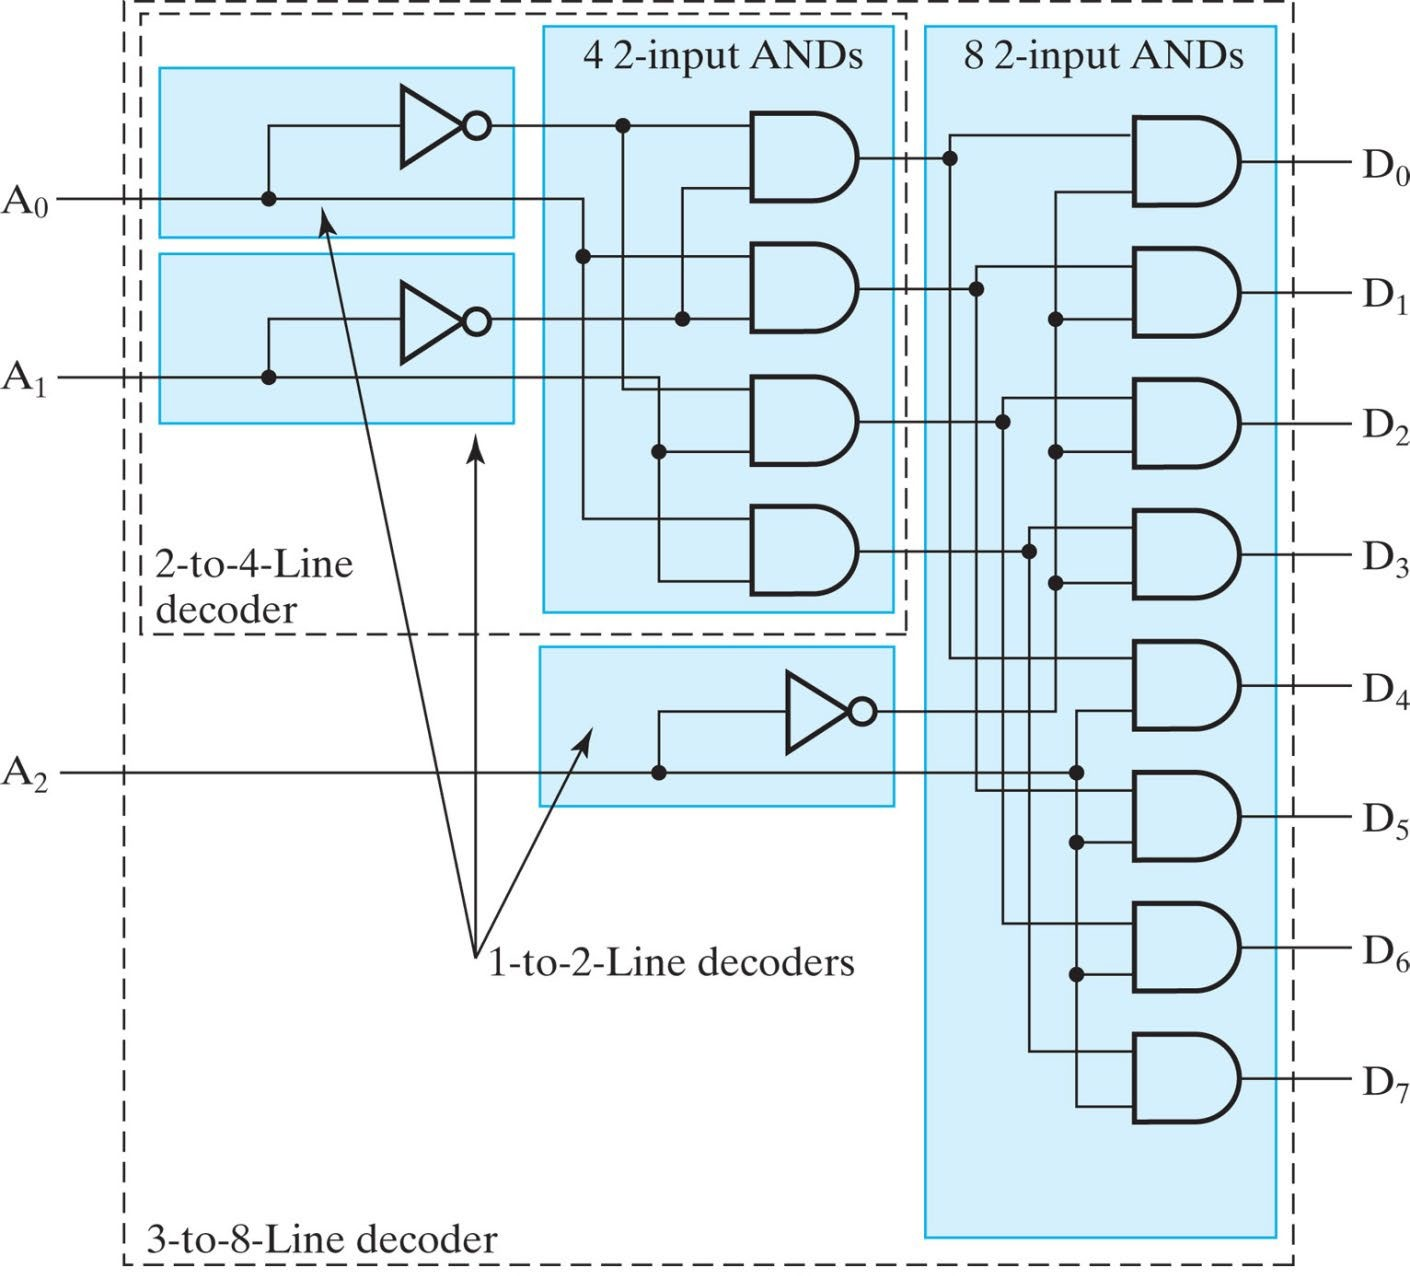 4 2-input ANDs
8 2-input ANDs
A0
A1
A2
D0
D1
D2
D3
D4
D5
D6
D7
2-to-4-Line
decoder
1-to-2-Line decoders
3-to-8-Line decoder